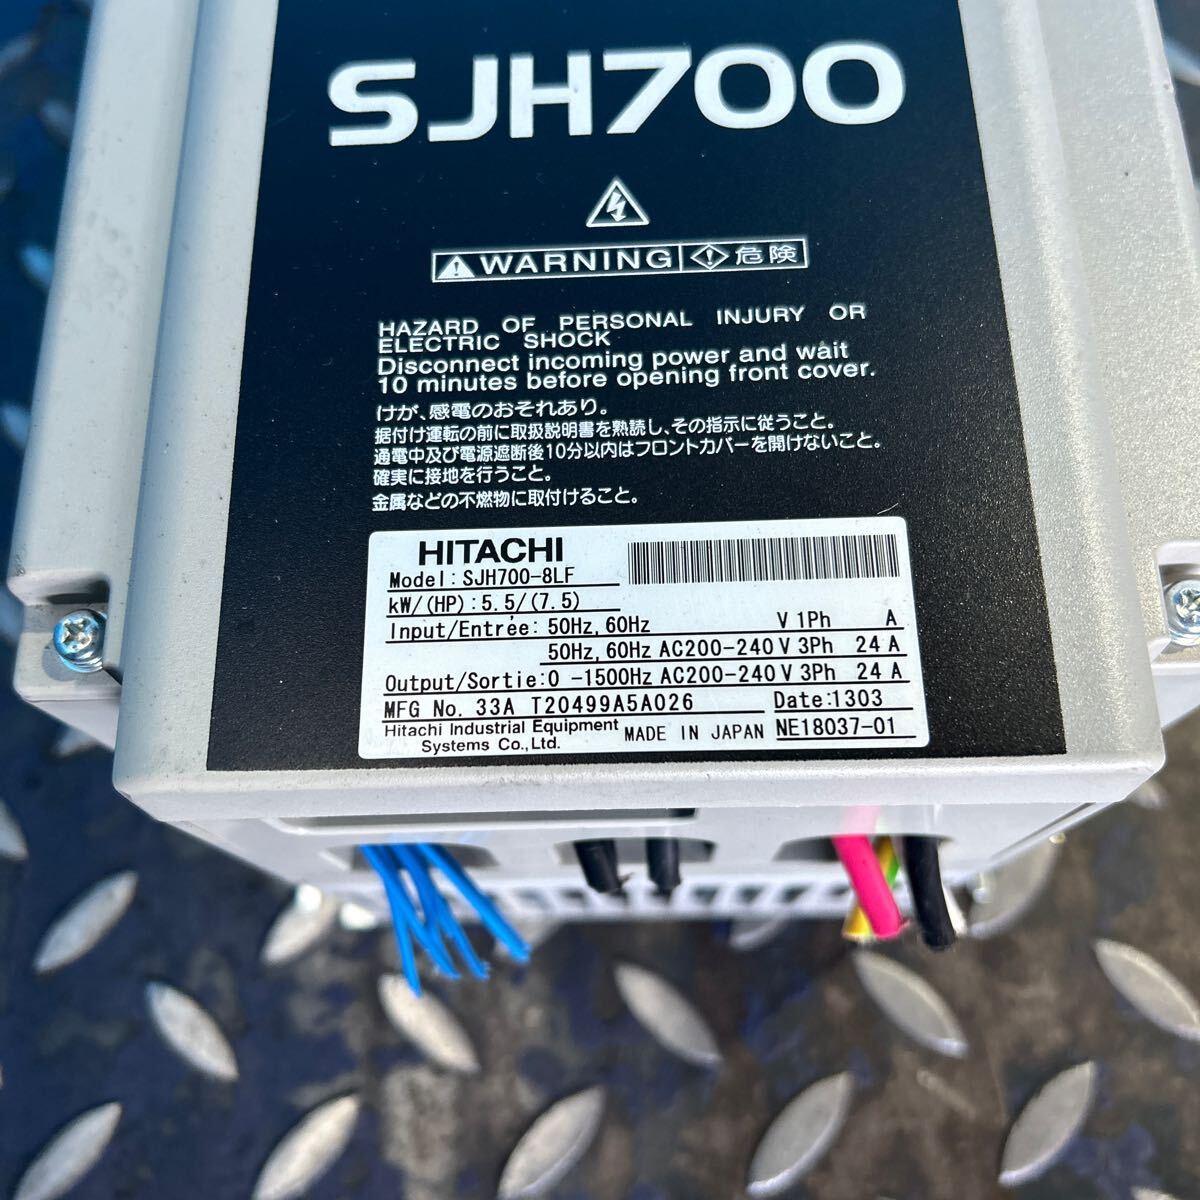 SJH700
WARNING 危険
HAZARD OF PERSONAL INJURY OR
ELECTRIC SHOCK
Disconnect incoming power and wait
10 minutes before opening front cover.
けが、感電のおそれあり。
据付け運転の前に取扱説明書を熟読し、その指示に従うこと。
通電中及び電源遮断後10分以内はフロントカバーを開けないこと。
確実に接地を行うこと。
金属などの不燃物に取付けること。
HITACHI
Model: SJH700-8LF
kW/(HP): 5.5/(7.5)
Input/Entrée: 50Hz, 60Hz V 1Ph A
50Hz, 60Hz AC200-240 V 3Ph 24 A
Output/Sortie: 0 -1500Hz AC200-240 V 3Ph 24 A
MFG No. 33A T20499A5A026 Date: 1303
Hitachi Industrial Equipment
Systems Co.,Ltd. MADE IN JAPAN NE18037-01